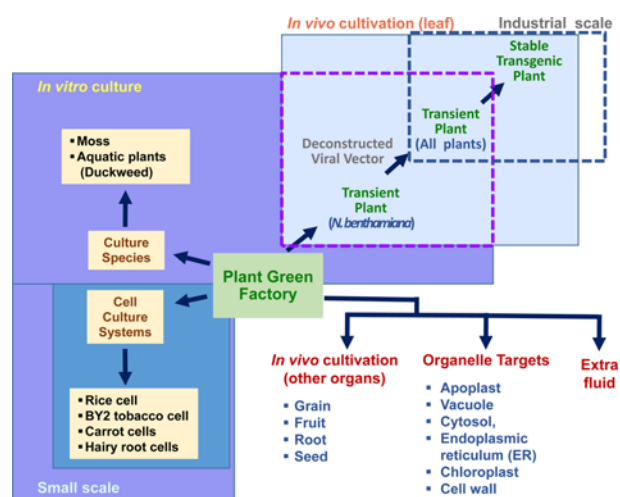 In vivo cultivation (leaf)
Industrial scale
Stable
Transgenic
Plant
In vitro culture
Transient
Plant
(All plants)
Deconstructed
Viral Vector
▪ Moss
▪ Aquatic plants
(Duckweed)
Transient
Plant
(N. benthamiana)
Culture
Species
Plant Green
Factory
Cell
Culture
Systems
In vivo cultivation
(other organs)
▪ Grain
▪ Fruit
▪ Root
▪ Seed
Organelle Targets
▪ Apoplast
▪ Vacuole
▪ Cytosol,
▪ Endoplasmic
reticulum (ER)
▪ Chloroplast
▪ Cell wall
Extra
fluid
▪ Rice cell
▪ BY2 tobacco cell
▪ Carrot cells
▪ Hairy root cells
Small scale